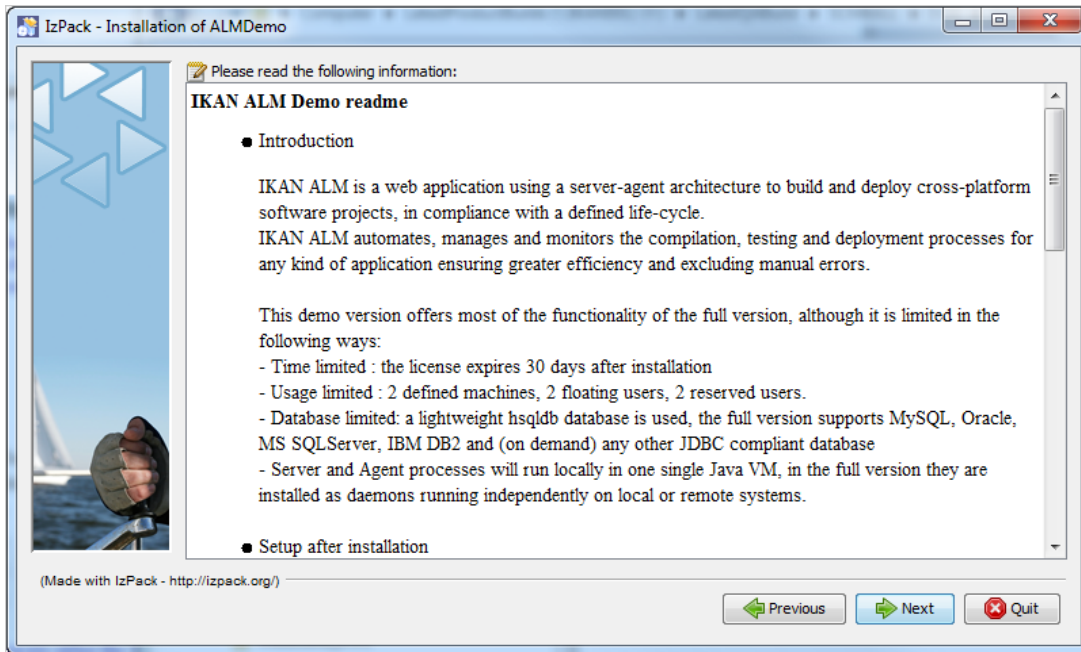 IzPack - Installation of ALMDemo
Please read the following information:
IKAN ALM Demo readme
Introduction
IKAN ALM is a web application using a server-agent architecture to build and deploy cross-platform
software projects, in compliance with a defined life-cycle.
IKAN ALM automates, manages and monitors the compilation, testing and deployment processes for
any kind of application ensuring greater efficiency and excluding manual errors.
This demo version offers most of the functionality of the full version, although it is limited in the
following ways:
- Time limited : the license expires 30 days after installation
- Usage limited : 2 defined machines, 2 floating users, 2 reserved users.
- Database limited: a lightweight hsqldb database is used, the full version supports MySQL, Oracle,
MS SQLServer, IBM DB2 and (on demand) any other JDBC compliant database
- Server and Agent processes will run locally in one single Java VM, in the full version they are
installed as daemons running independently on local or remote systems.
Setup after installation
(Made with IzPack - http://izpack.org/)
Previous Next Quit